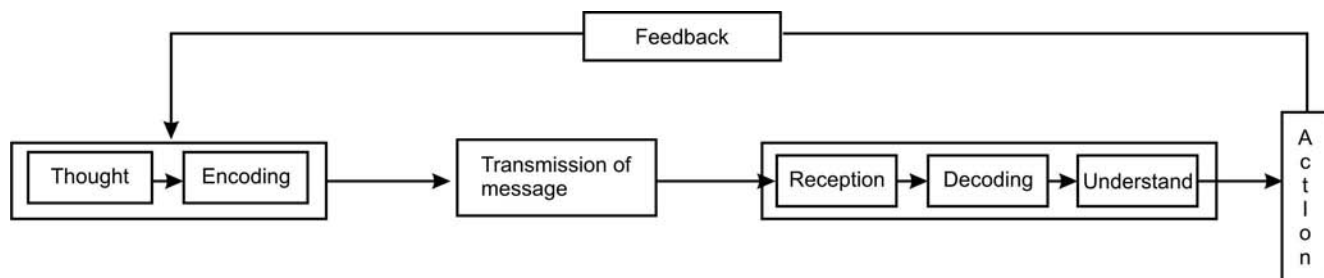 Feedback
Thought
Encoding
Transmission of
message
Reception
Decoding
Understand
A
c
t
I
o
n